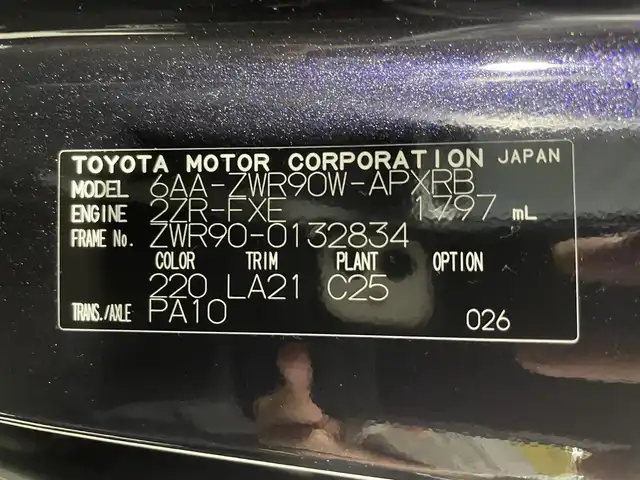 TOYOTA MOTOR CORPORATION JAPAN
MODEL 6AA-ZWR90W-APXRB
ENGINE 2ZR-FXE 1797 mL
FRAME No. ZWR90-0132834
COLOR TRIM PLANT OPTION
220 LA21 C25
TRANS./AXLE PA10 026